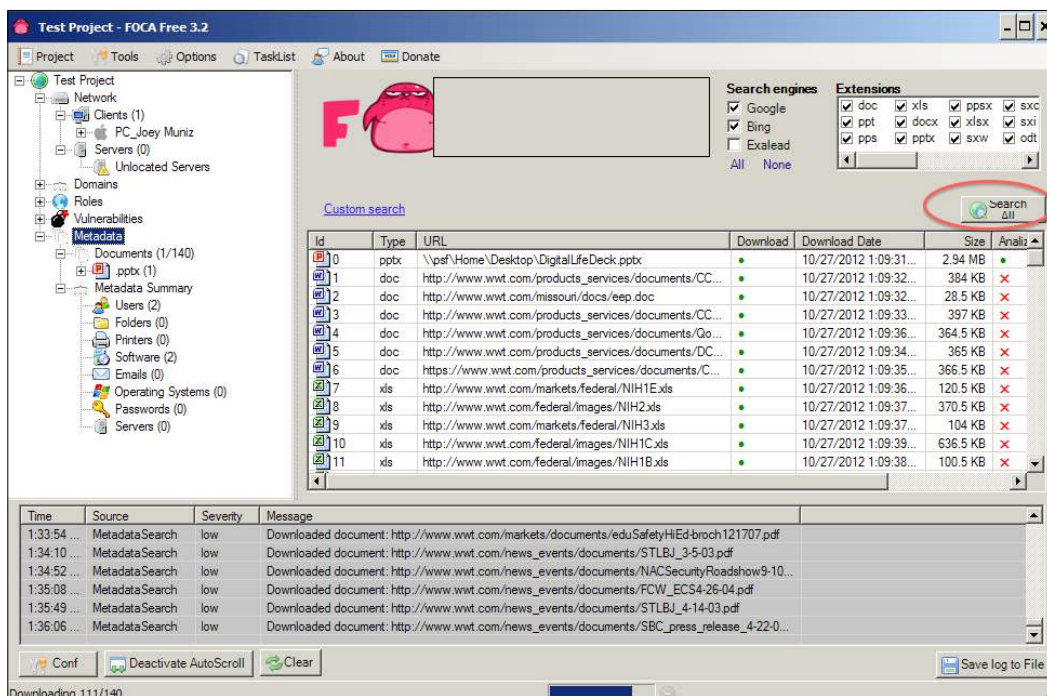 Test Project - FOCA Free 3.2
Project Tools Options TaskList About Donate
Test Project
Network
Clients (1)
PC_Joey Muniz
Servers (0)
Unlocated Servers
Domains
Roles
Vulnerabilities
Metadata
Documents (1/140)
.pptx (1)
Metadata Summary
Users (2)
Folders (0)
Printers (0)
Software (2)
Emails (0)
Operating Systems (0)
Passwords (0)
Servers (0)
F
Search engines
Google
Bing
Exalead
All None
Extensions
doc xls ppsx sxc
ppt docx xlsx sxi
pps pptx sxw odt
Custom search
Search All
Id Type URL Download Download Date Size Analiz
0 pptx \\psf\Home\Desktop\DigitalLifeDeck.pptx 10/27/2012 1:09:31... 2.94 MB
1 doc http://www.wwt.com/products_services/documents/CC... 10/27/2012 1:09:32... 384 KB
2 doc http://www.wwt.com/missouri/docs/eep.doc 10/27/2012 1:09:32... 28.5 KB
3 doc http://www.wwt.com/products_services/documents/CC... 10/27/2012 1:09:33... 397 KB
4 doc http://www.wwt.com/products_services/documents/Qo... 10/27/2012 1:09:36... 364.5 KB
5 doc http://www.wwt.com/products_services/documents/DC... 10/27/2012 1:09:34... 365 KB
6 doc https://www.wwt.com/products_services/documents/C... 10/27/2012 1:09:35... 366.5 KB
7 xls http://www.wwt.com/markets/federal/NIH1E.xls 10/27/2012 1:09:36... 120.5 KB
8 xls http://www.wwt.com/federal/images/NIH2.xls 10/27/2012 1:09:37... 370.5 KB
9 xls http://www.wwt.com/markets/federal/NIH3.xls 10/27/2012 1:09:37... 104 KB
10 xls http://www.wwt.com/federal/images/NIH1C.xls 10/27/2012 1:09:39... 636.5 KB
11 xls http://www.wwt.com/federal/images/NIH1B.xls 10/27/2012 1:09:38... 100.5 KB
Time Source Severity Message
1:33:54 ... MetadataSearch low Downloaded document: http://www.wwt.com/markets/documents/eduSafetyHiEd-broch121707.pdf
1:34:10 ... MetadataSearch low Downloaded document: http://www.wwt.com/news_events/documents/STLBJ_3-5-03.pdf
1:34:52 ... MetadataSearch low Downloaded document: http://www.wwt.com/news_events/documents/NACSecurityRoadshow9-10...
1:35:08 ... MetadataSearch low Downloaded document: http://www.wwt.com/news_events/documents/FCW_ECS4-26-04.pdf
1:35:49 ... MetadataSearch low Downloaded document: http://www.wwt.com/news_events/documents/STLBJ_4-14-03.pdf
1:36:06 ... MetadataSearch low Downloaded document: http://www.wwt.com/news_events/documents/SBC_press_release_4-22-0...
Conf Deactivate AutoScroll Clear Save log to File
Downloading 111/140